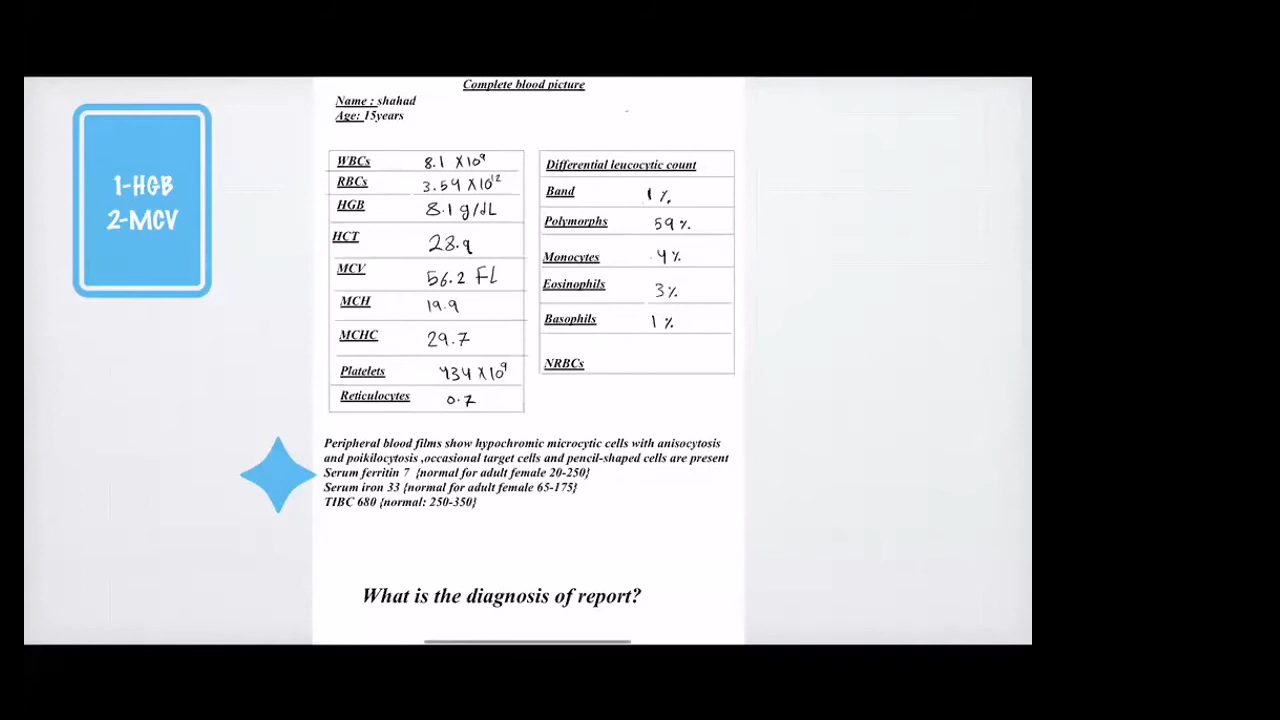 Complete blood picture
Name : shahad
Age: 15years
1-HGB
2-MCV
WBCs 8.1 X10⁹
RBCs 3.54 X10¹²
HGB 8.1 g/dL
HCT 28.9
MCV 56.2 FL
MCH 19.9
MCHC 29.7
Platelets 434 X10⁹
Reticulocytes 0.7
Differential leucocytic count
Band 1 %
Polymorphs 59 %
Monocytes 4 %
Eosinophils 3 %
Basophils 1 %
NRBCs
Peripheral blood films show hypochromic microcytic cells with anisocytosis
and poikilocytosis ,occasional target cells and pencil-shaped cells are present
Serum ferritin 7 {normal for adult female 20-250}
Serum iron 33 {normal for adult female 65-175}
TIBC 680 {normal: 250-350}
What is the diagnosis of report?